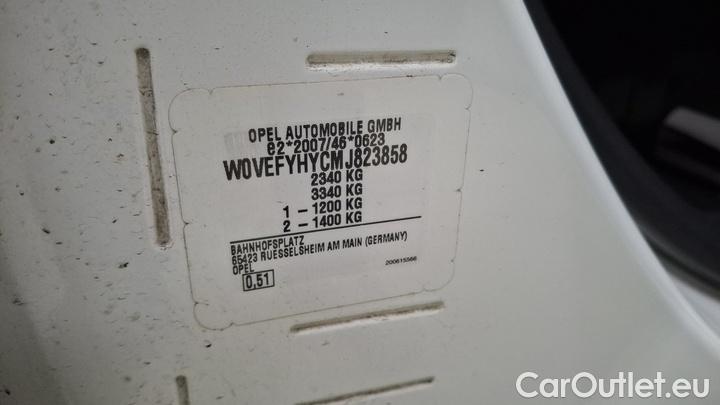 OPEL AUTOMOBILE GMBH
e2*2007/46*0623
W0VEFYHYCMJ823858
2340 KG
3340 KG
1 - 1200 KG
2 - 1400 KG
BAHNHOFSPLATZ
65423 RUESSELSHEIM AM MAIN (GERMANY)
OPEL
0,51
200615566
CarOutlet.eu